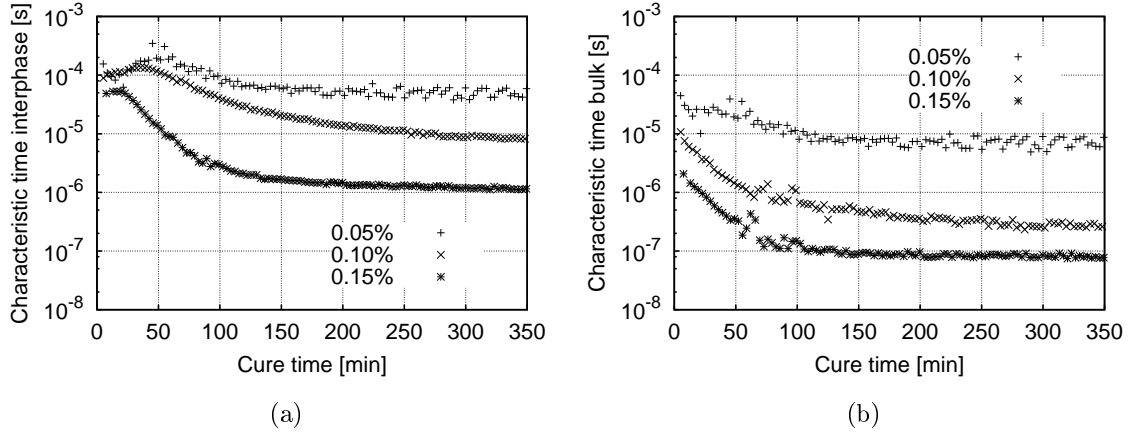 Characteristic time interphase [s]
10^-3
10^-4
10^-5
10^-6
10^-7
10^-8
0.05%
0.10%
0.15%
0 50 100 150 200 250 300 350
Cure time [min]
(a)
Characteristic time bulk [s]
10^-3
10^-4
10^-5
10^-6
10^-7
10^-8
0.05%
0.10%
0.15%
0 50 100 150 200 250 300 350
Cure time [min]
(b)